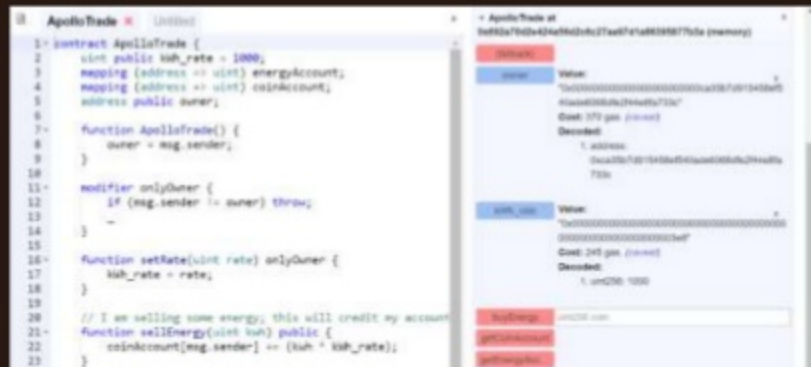 ApolloTrade Untitled
1 contract ApolloTrade {
2 uint public kWh_rate = 1000;
3 mapping (address => uint) energyAccount;
4 mapping (address => uint) coinAccount;
5 address public owner;
6
7 function ApolloTrade() {
8 owner = msg.sender;
9 }
10
11 modifier onlyOwner {
12 if (msg.sender != owner) throw;
13 _
14 }
15
16 function setRate(uint rate) onlyOwner {
17 kWh_rate = rate;
18 }
19
20 // I am selling some energy; this will credit my account
21 function sellEnergy(uint kwh) public {
22 coinAccount[msg.sender] += (kwh * kWh_rate);
23 }
ApolloTrade at
(memory)
(fallback)
owner
Value:
Cost: 370 gas. (caveat)
Decoded:
1. address:
kWh_rate
Value:
Cost: 245 gas. (caveat)
Decoded:
1. uint256: 1000
buyEnergy
getCoinAccount